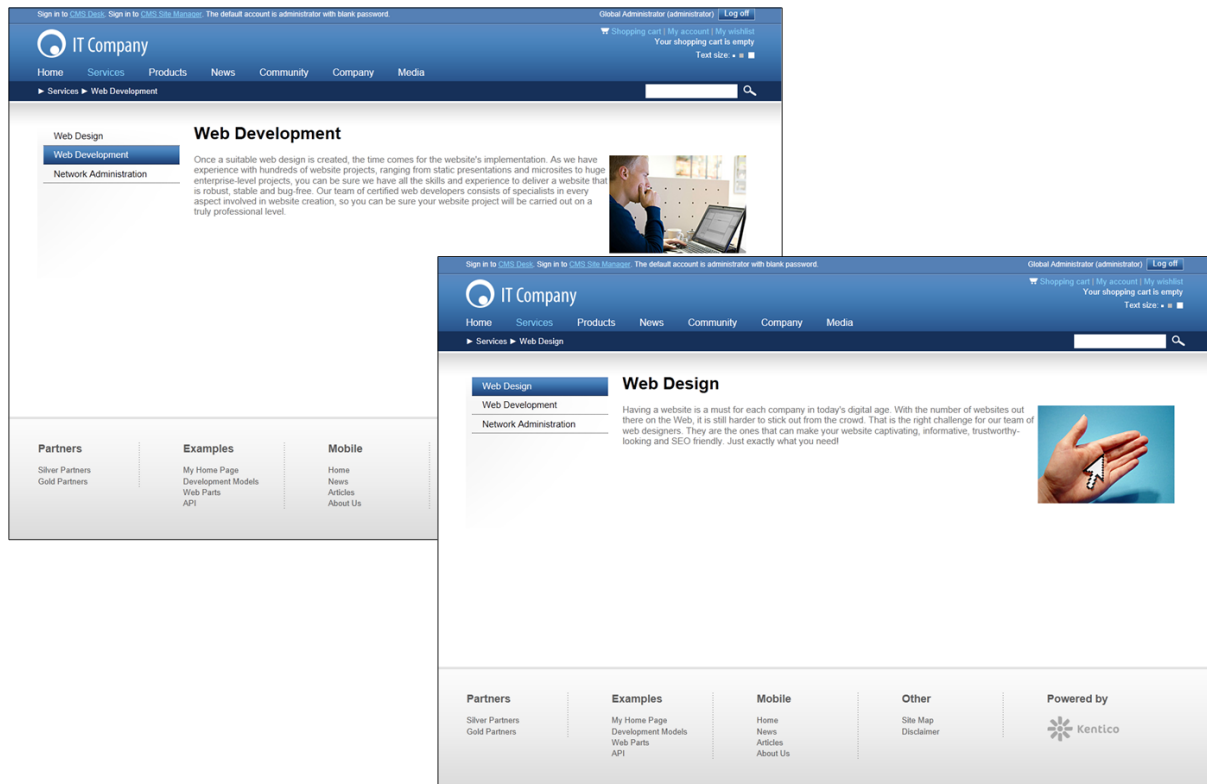 Sign in to CMS Desk. Sign in to CMS Site Manager. The default account is administrator with blank password.
Global Administrator (administrator) Log off
Shopping cart | My account | My wishlist
Your shopping cart is empty
Text size:
IT Company
Home Services Products News Community Company Media
► Services ► Web Development
Web Design
Web Development
Network Administration
Web Development
Once a suitable web design is created, the time comes for the website's implementation. As we have
experience with hundreds of website projects, ranging from static presentations and microsites to huge
enterprise-level projects, you can be sure we have all the skills and experience to deliver a website that
is robust, stable and bug-free. Our team of certified web developers consists of specialists in every
aspect involved in website creation, so you can be sure your website project will be carried out on a
truly professional level.
Partners
Silver Partners
Gold Partners
Examples
My Home Page
Development Models
Web Parts
API
Mobile
Home
News
Articles
About Us
Sign in to CMS Desk. Sign in to CMS Site Manager. The default account is administrator with blank password.
Global Administrator (administrator) Log off
Shopping cart | My account | My wishlist
Your shopping cart is empty
Text size:
IT Company
Home Services Products News Community Company Media
► Services ► Web Design
Web Design
Web Development
Network Administration
Web Design
Having a website is a must for each company in today's digital age. With the number of websites out
there on the Web, it is still harder to stick out from the crowd. That is the right challenge for our team of
web designers. They are the ones that can make your website captivating, informative, trustworthy-
looking and SEO friendly. Just exactly what you need!
Partners
Silver Partners
Gold Partners
Examples
My Home Page
Development Models
Web Parts
API
Mobile
Home
News
Articles
About Us
Other
Site Map
Disclaimer
Powered by
Kentico